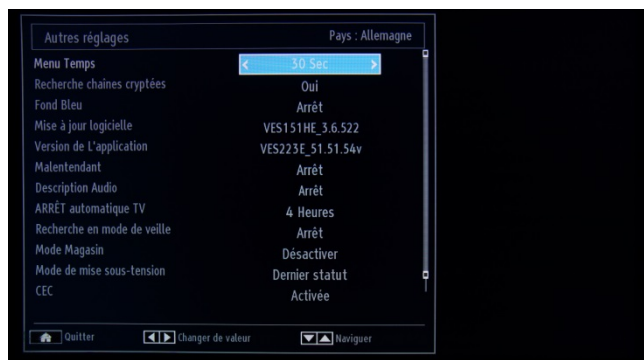 Autres réglages Pays : Allemagne
Menu Temps 30 Sec
Recherche chaines cryptées Oui
Fond Bleu Arrêt
Mise à jour logicielle VES151HE_3.6.522
Version de L'application VES223E_51.51.54v
Malentendant Arrêt
Description Audio Arrêt
ARRÊT automatique TV 4 Heures
Recherche en mode de veille Arrêt
Mode Magasin Désactiver
Mode de mise sous-tension Dernier statut
CEC Activée
Quitter Changer de valeur Naviguer